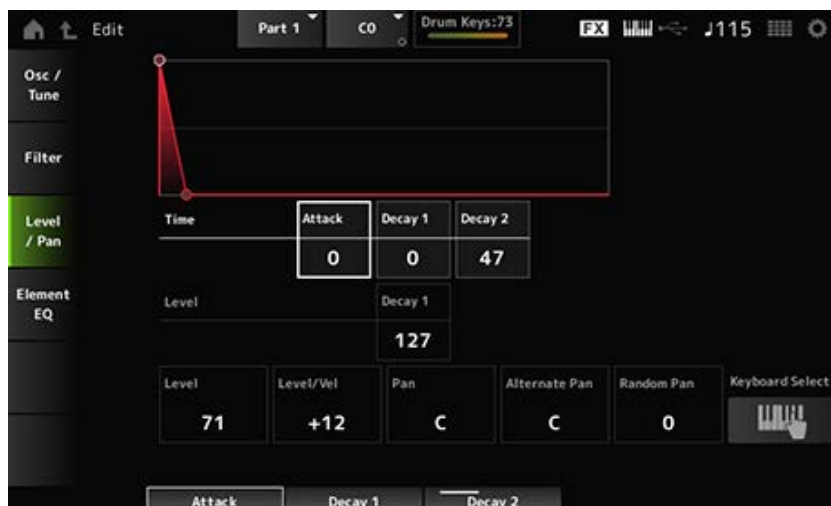 Edit
Part 1
C0
Drum Keys:73
FX
♩115
Osc / Tune
Filter
Level / Pan
Element EQ
Time
Attack
Decay 1
Decay 2
0
0
47
Level
Decay 1
127
Level
Level/Vel
Pan
Alternate Pan
Random Pan
Keyboard Select
71
+12
C
C
0
Attack
Decay 1
Decay 2